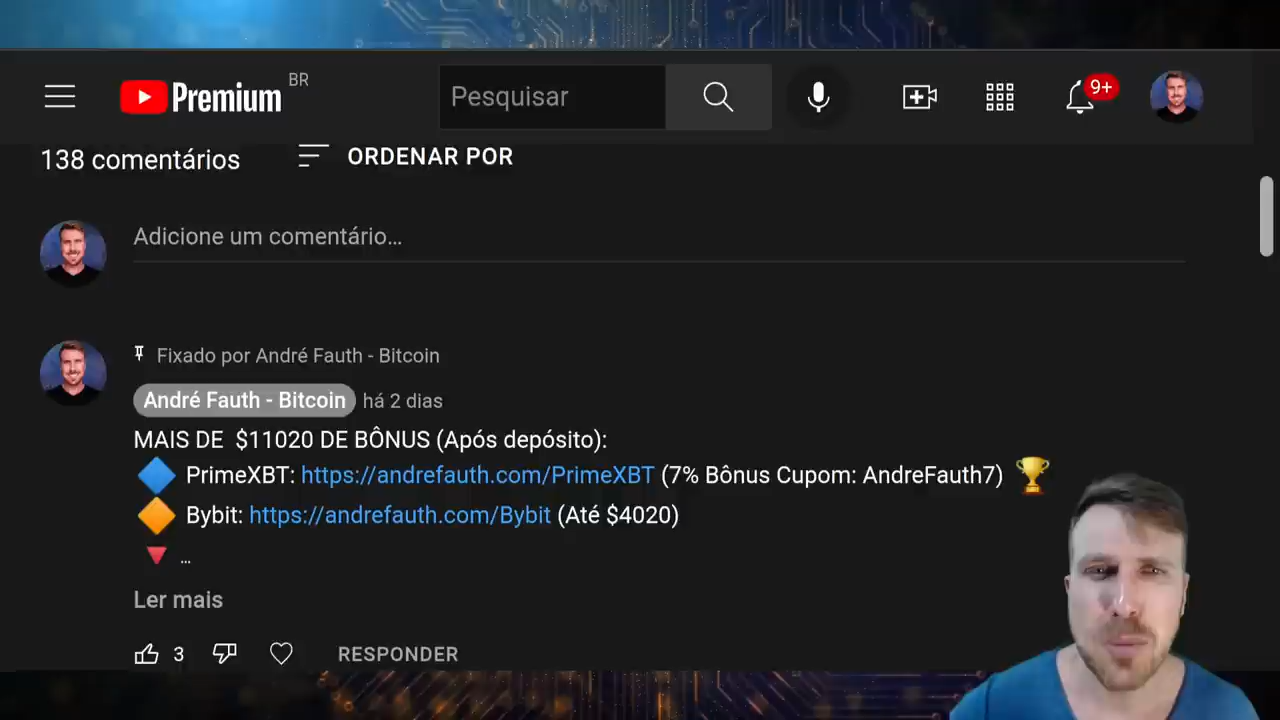 Premium BR
Pesquisar
9+
138 comentários
ORDENAR POR
Adicione um comentário...
Fixado por André Fauth - Bitcoin
André Fauth - Bitcoin há 2 dias
MAIS DE $11020 DE BÔNUS (Após depósito):
PrimeXBT: https://andrefauth.com/PrimeXBT (7% Bônus Cupom: AndreFauth7)
Bybit: https://andrefauth.com/Bybit (Até $4020)
...
Ler mais
3
RESPONDER